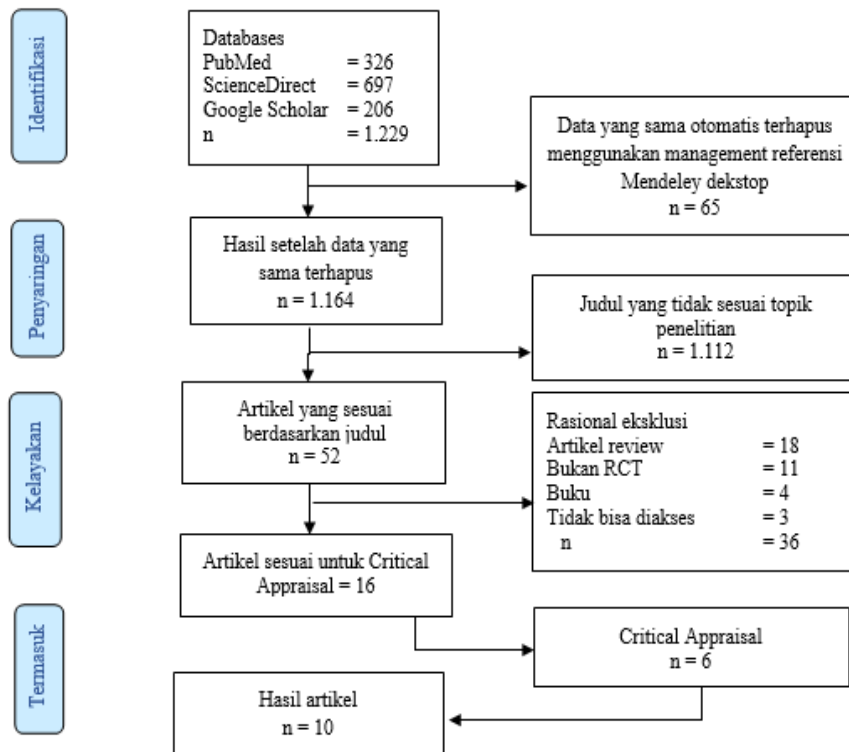 Identifikasi
Databases
PubMed = 326
ScienceDirect = 697
Google Scholar = 206
n = 1.229
Data yang sama otomatis terhapus
menggunakan management referensi
Mendeley dekstop
n = 65
Penyaringan
Hasil setelah data yang
sama terhapus
n = 1.164
Judul yang tidak sesuai topik
penelitian
n = 1.112
Kelayakan
Artikel yang sesuai
berdasarkan judul
n = 52
Rasional eksklusi
Artikel review = 18
Bukan RCT = 11
Buku = 4
Tidak bisa diakses = 3
n = 36
Artikel sesuai untuk Critical
Appraisal = 16
Termasuk
Critical Appraisal
n = 6
Hasil artikel
n = 10